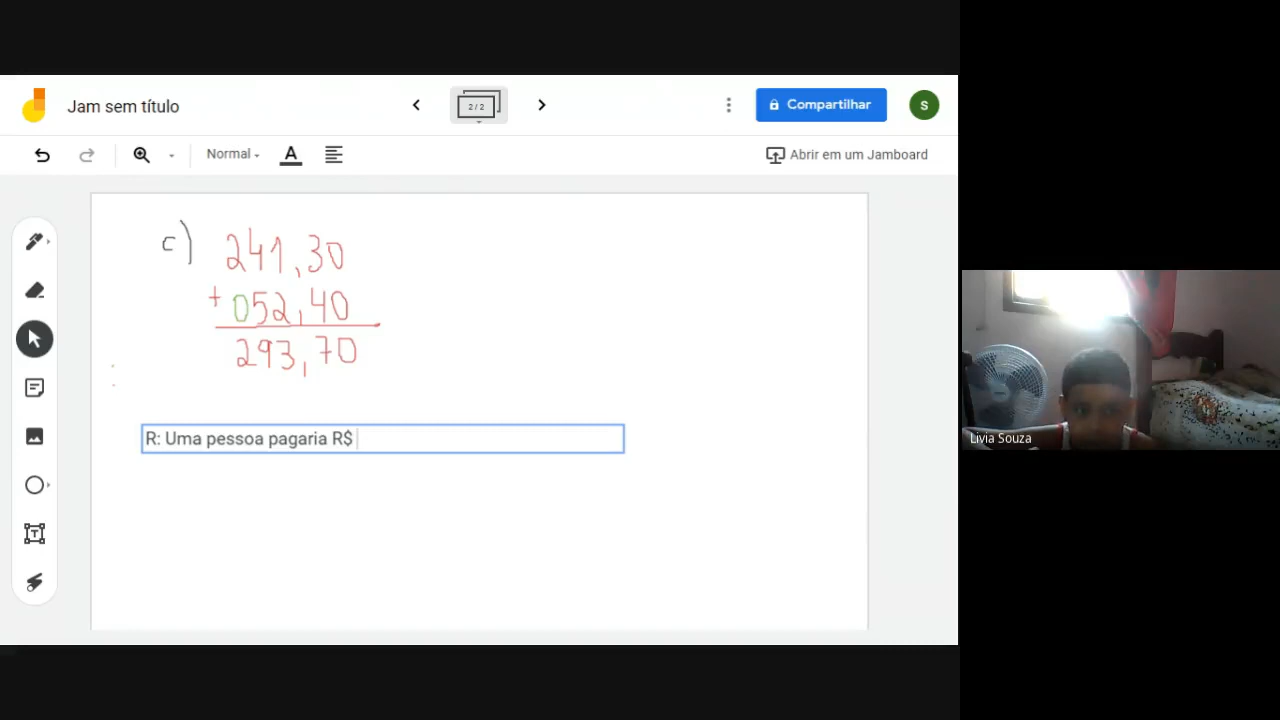 Jam sem título
2 / 2
Compartilhar
S
Normal
A
Abrir em um Jamboard
c) 241,30
+ 052,40
293,70
R: Uma pessoa pagaria R$
T
Livia Souza